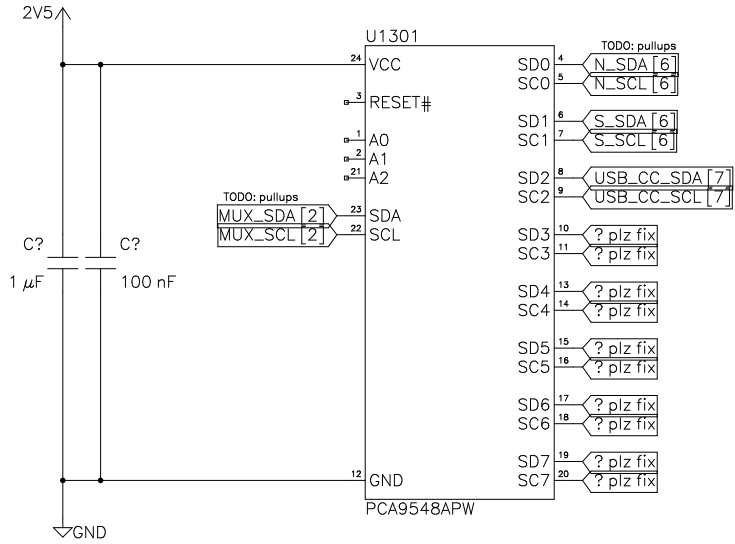 2V5
U1301
TODO: pullups
24 VCC
SD0 4 N_SDA [6]
SC0 5 N_SCL [6]
3 RESET#
SD1 6 S_SDA [6]
1 A0
SC1 7 S_SCL [6]
2 A1
21 A2
SD2 8 USB_CC_SDA [7]
TODO: pullups
SC2 9 USB_CC_SCL [7]
MUX_SDA [2] 23 SDA
MUX_SCL [2] 22 SCL
SD3 10 ? plz fix
SC3 11 ? plz fix
C? C?
1 µF 100 nF
SD4 13 ? plz fix
SC4 14 ? plz fix
SD5 15 ? plz fix
SC5 16 ? plz fix
SD6 17 ? plz fix
SC6 18 ? plz fix
SD7 19 ? plz fix
12 GND
SC7 20 ? plz fix
PCA9548APW
GND